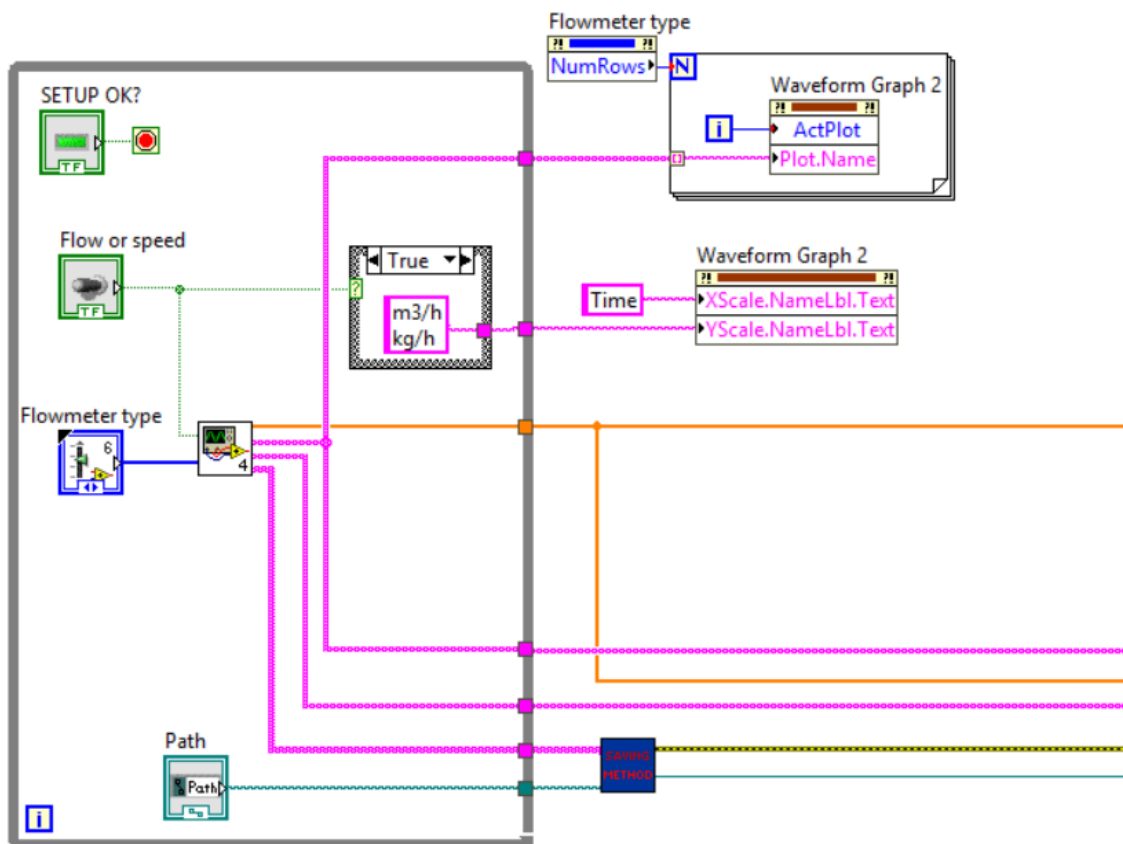 Flowmeter type
NumRows
N
Waveform Graph 2
i
ActPlot
Plot.Name
SETUP OK?
TF
Flow or speed
TF
True
?
m3/h
kg/h
Waveform Graph 2
Time
XScale.NameLbl.Text
YScale.NameLbl.Text
Flowmeter type
6
4
Path
Path
SAVING
METHOD
i